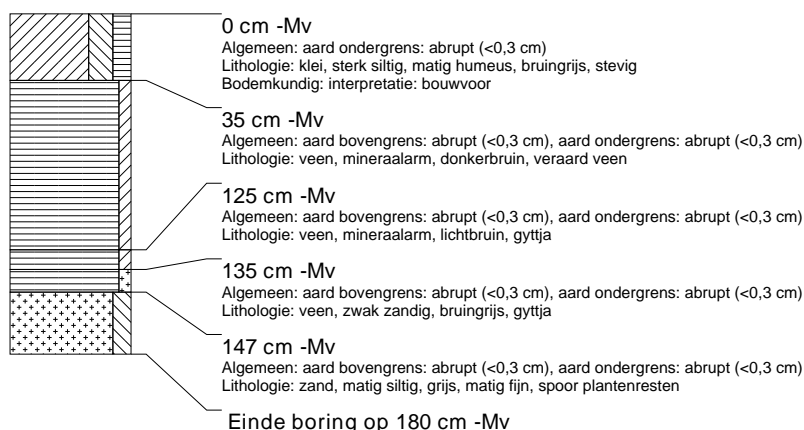 0 cm -Mv
Algemeen: aard ondergrens: abrupt (<0,3 cm)
Lithologie: klei, sterk siltig, matig humeus, bruingrijs, stevig
Bodemkundig: interpretatie: bouwvoor
35 cm -Mv
Algemeen: aard bovengrens: abrupt (<0,3 cm), aard ondergrens: abrupt (<0,3 cm)
Lithologie: veen, mineraalarm, donkerbruin, veraard veen
125 cm -Mv
Algemeen: aard bovengrens: abrupt (<0,3 cm), aard ondergrens: abrupt (<0,3 cm)
Lithologie: veen, mineraalarm, lichtbruin, gyttja
135 cm -Mv
Algemeen: aard bovengrens: abrupt (<0,3 cm), aard ondergrens: abrupt (<0,3 cm)
Lithologie: veen, zwak zandig, bruingrijs, gyttja
147 cm -Mv
Algemeen: aard bovengrens: abrupt (<0,3 cm), aard ondergrens: abrupt (<0,3 cm)
Lithologie: zand, matig siltig, grijs, matig fijn, spoor plantenresten
Einde boring op 180 cm -Mv